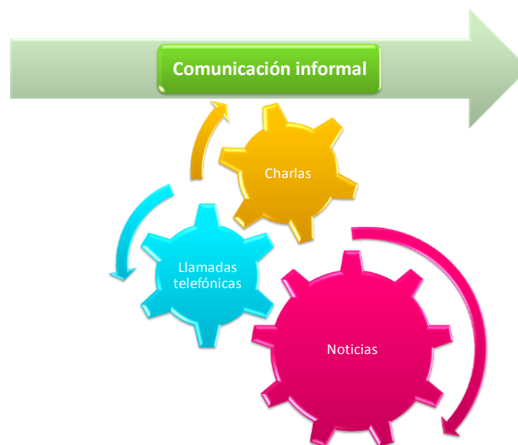 Comunicación informal
Charlas
Llamadas
telefónicas
Noticias